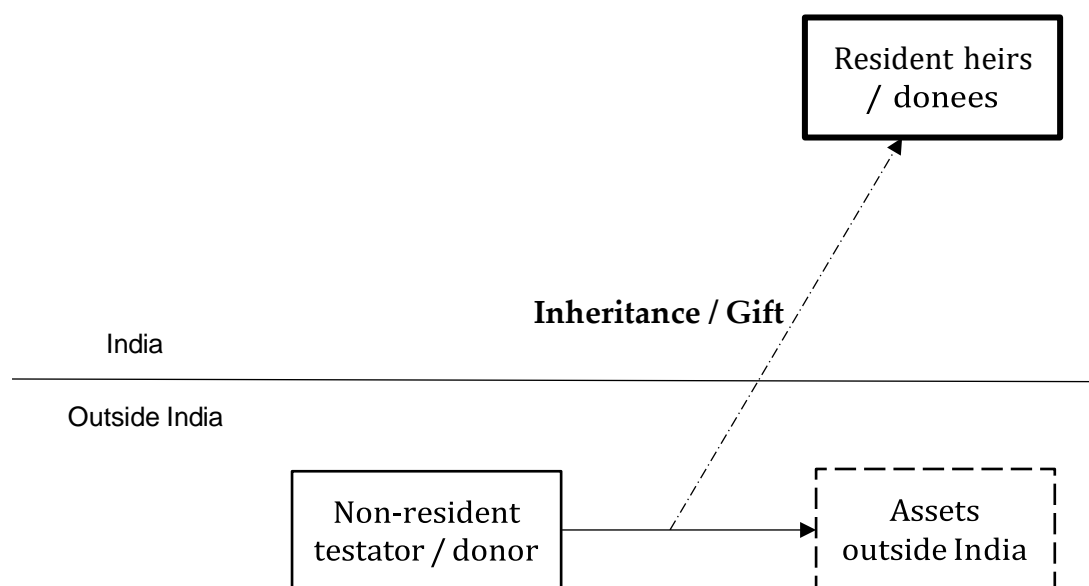 Resident heirs
/ donees
Inheritance / Gift
India
Outside India
Non-resident
testator / donor
Assets
outside India